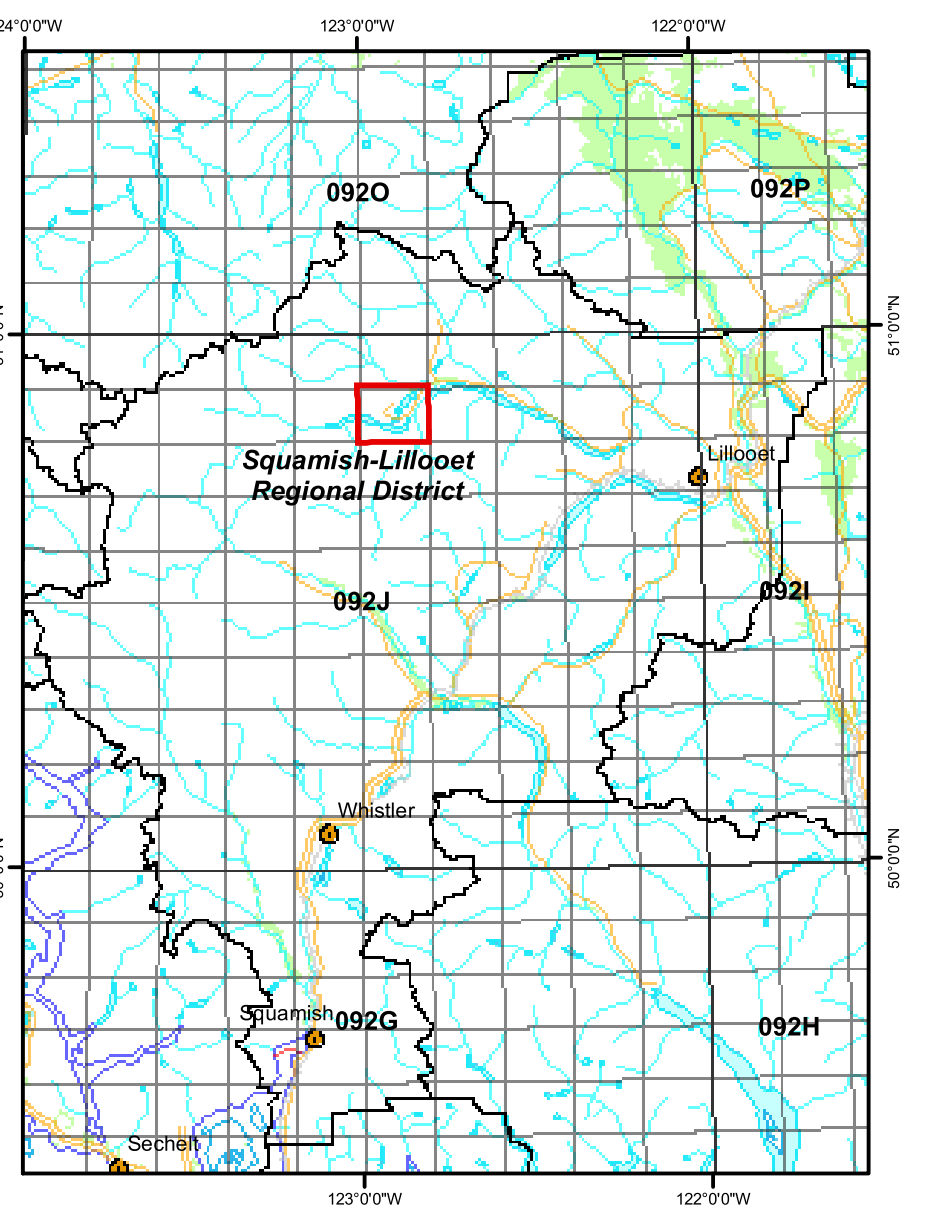 24°0'0"W
123°0'0"W
122°0'0"W
092O
092P
51°0'0"N
Squamish-Lillooet
Regional District
Lillooet
092J
092I
Whistler
50°0'0"N
Squamish
092G
092H
Sechelt
123°0'0"W
122°0'0"W